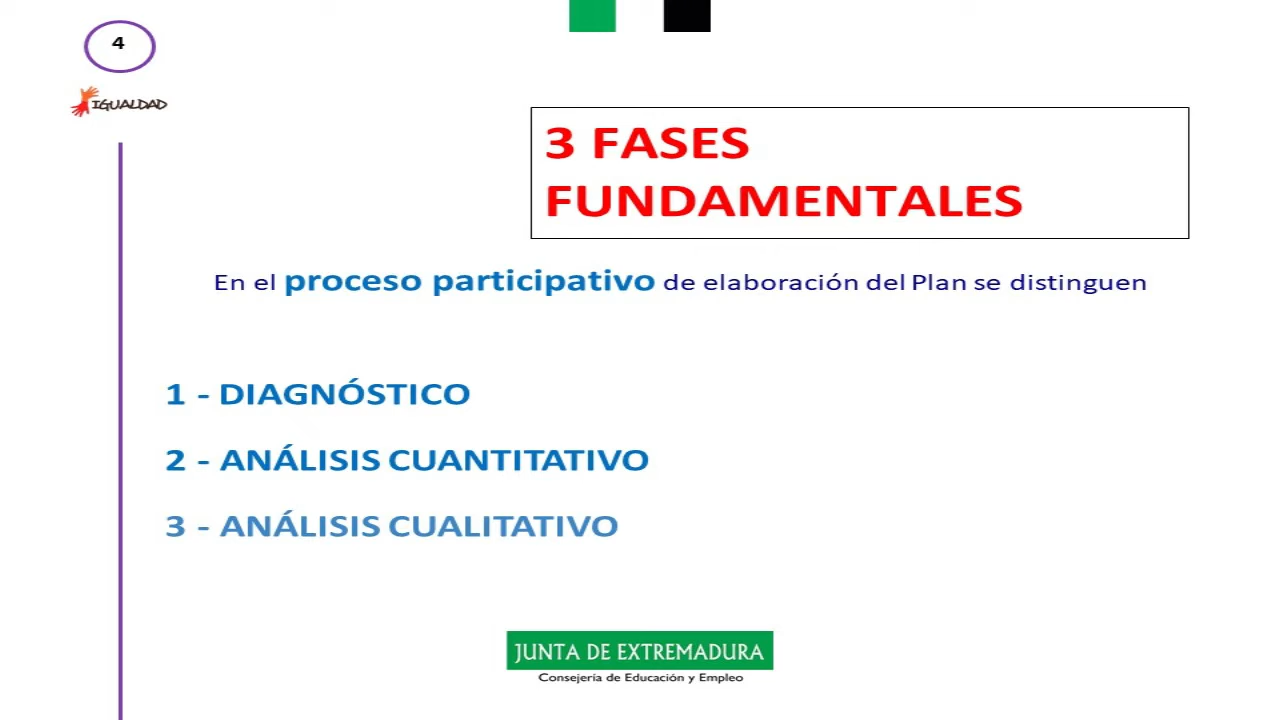 4
IGUALDAD
3 FASES
FUNDAMENTALES
En el proceso participativo de elaboración del Plan se distinguen
1 - DIAGNÓSTICO
2 - ANÁLISIS CUANTITATIVO
3 - ANÁLISIS CUALITATIVO
JUNTA DE EXTREMADURA
Consejería de Educación y Empleo